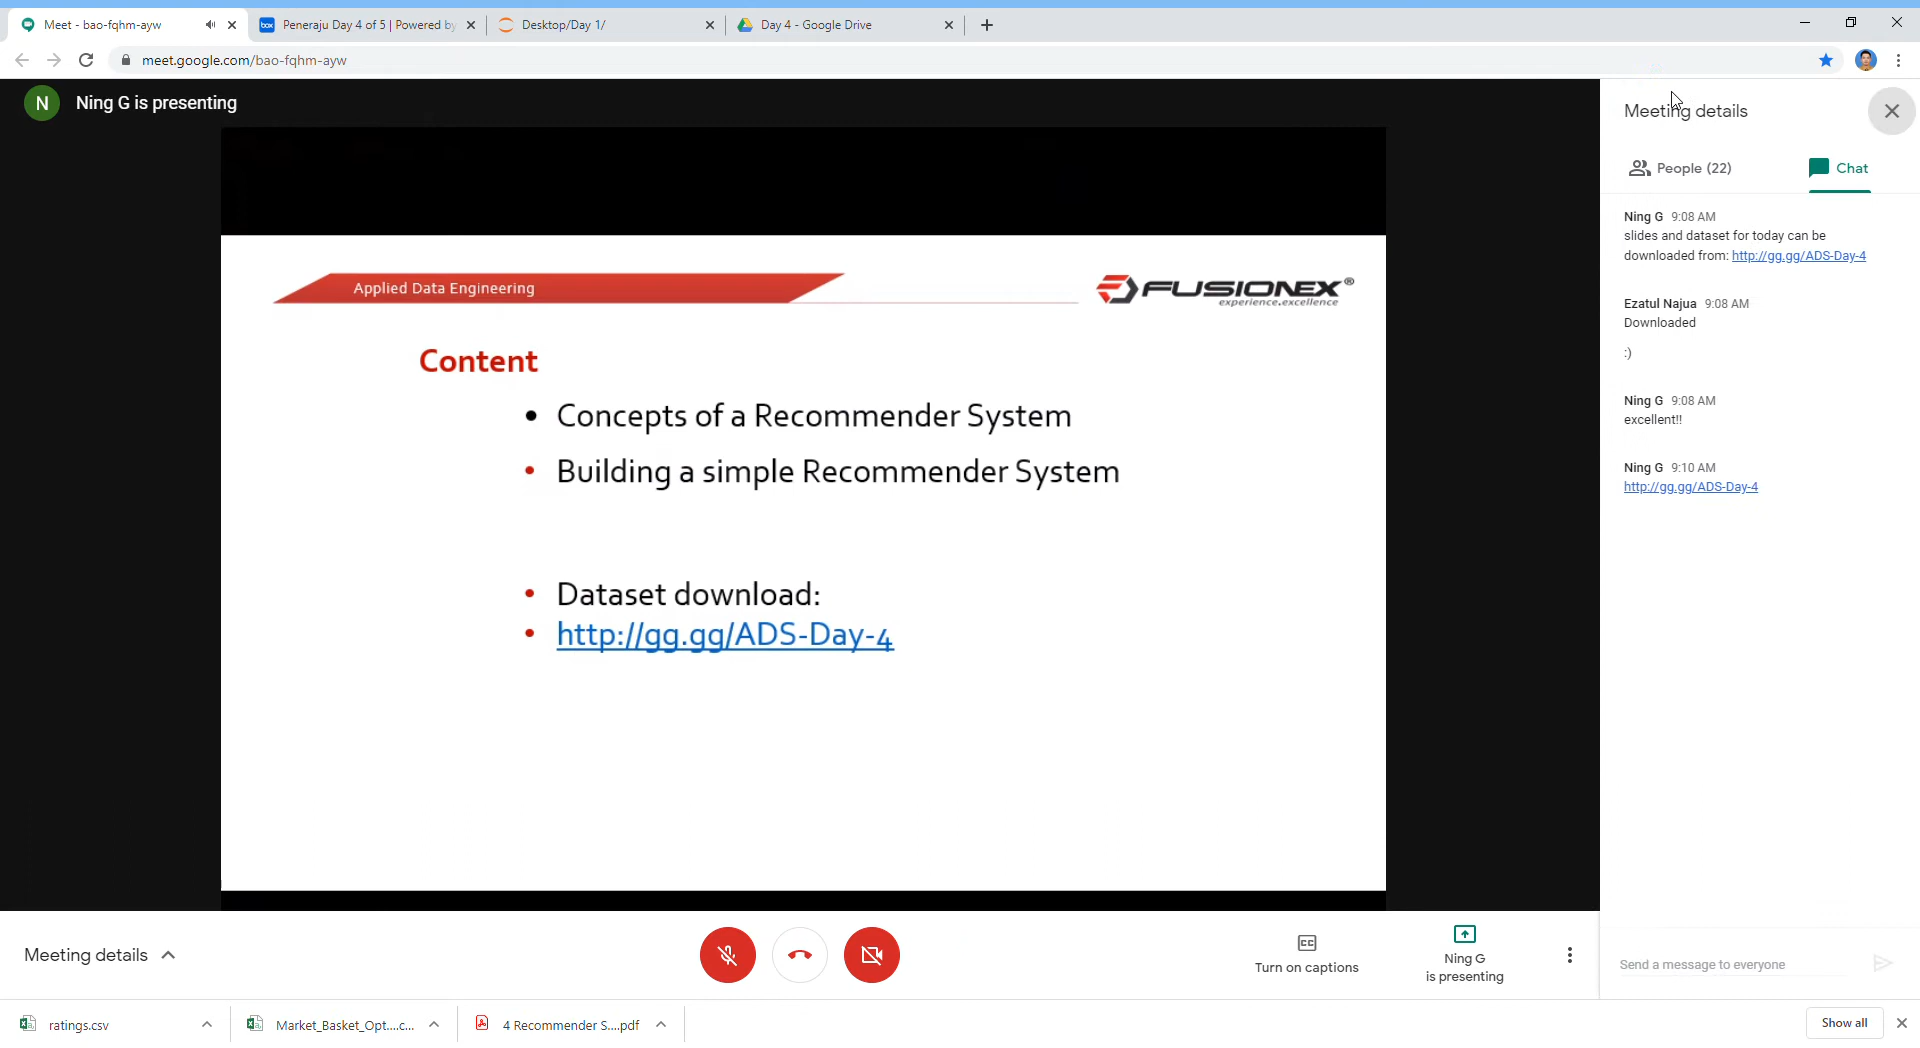 Meet - bao-fqhm-ayw
Peneraju Day 4 of 5 | Powered by
Desktop/Day 1/
Day 4 - Google Drive
meet.google.com/bao-fqhm-ayw
N
Ning G is presenting
Applied Data Engineering
FUSIONEX®
experience.excellence
Content
• Concepts of a Recommender System
• Building a simple Recommender System
• Dataset download:
• http://gg.gg/ADS-Day-4
Meeting details
People (22)
Chat
Ning G 9:08 AM
slides and dataset for today can be
downloaded from: http://gg.gg/ADS-Day-4
Ezatul Najua 9:08 AM
Downloaded
:)
Ning G 9:08 AM
excellent!!
Ning G 9:10 AM
http://gg.gg/ADS-Day-4
Send a message to everyone
Meeting details
Turn on captions
Ning G
is presenting
ratings.csv
Market_Basket_Opt....c...
4 Recommender S....pdf
Show all